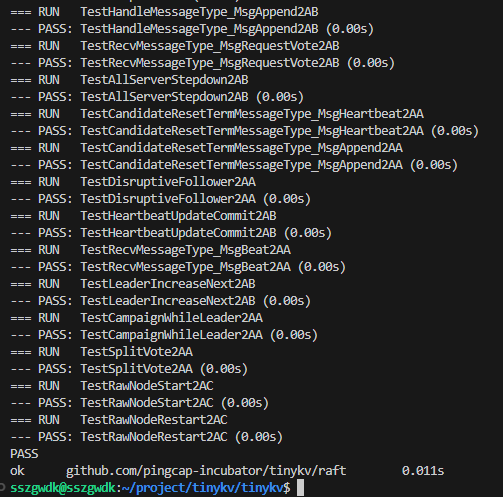 === RUN   TestHandleMessageType_MsgAppend2AB
--- PASS: TestHandleMessageType_MsgAppend2AB (0.00s)
=== RUN   TestRecvMessageType_MsgRequestVote2AB
--- PASS: TestRecvMessageType_MsgRequestVote2AB (0.00s)
=== RUN   TestAllServerStepdown2AB
--- PASS: TestAllServerStepdown2AB (0.00s)
=== RUN   TestCandidateResetTermMessageType_MsgHeartbeat2AA
--- PASS: TestCandidateResetTermMessageType_MsgHeartbeat2AA (0.00s)
=== RUN   TestCandidateResetTermMessageType_MsgAppend2AA
--- PASS: TestCandidateResetTermMessageType_MsgAppend2AA (0.00s)
=== RUN   TestDisruptiveFollower2AA
--- PASS: TestDisruptiveFollower2AA (0.00s)
=== RUN   TestHeartbeatUpdateCommit2AB
--- PASS: TestHeartbeatUpdateCommit2AB (0.00s)
=== RUN   TestRecvMessageType_MsgBeat2AA
--- PASS: TestRecvMessageType_MsgBeat2AA (0.00s)
=== RUN   TestLeaderIncreaseNext2AB
--- PASS: TestLeaderIncreaseNext2AB (0.00s)
=== RUN   TestCampaignWhileLeader2AA
--- PASS: TestCampaignWhileLeader2AA (0.00s)
=== RUN   TestSplitVote2AA
--- PASS: TestSplitVote2AA (0.00s)
=== RUN   TestRawNodeStart2AC
--- PASS: TestRawNodeStart2AC (0.00s)
=== RUN   TestRawNodeRestart2AC
--- PASS: TestRawNodeRestart2AC (0.00s)
PASS
ok      github.com/pingcap-incubator/tinykv/raft        0.011s
sszgwdk@sszgwdk:~/project/tinykv/tinykv$